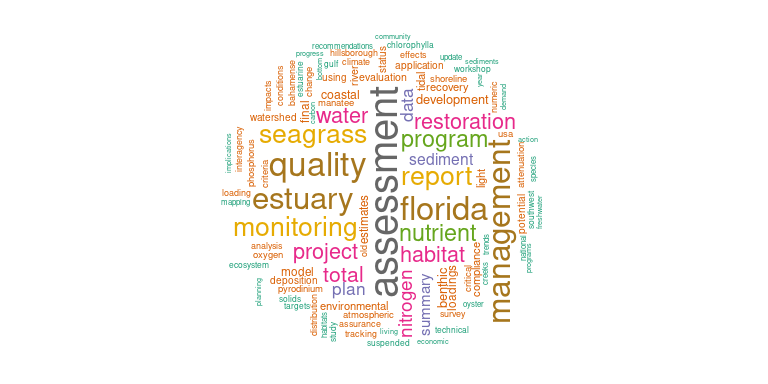 community
recommendations
chlorophylla
progress
hillsborough
status
effects
update
bottom
gulf
climate
application
sediments
estuarine
change
using
river
evaluation
tidal
workshop
year
impacts
conditions
bahamense
coastal
shoreline
recovery
numeric
demand
manatee
data
development
final
carbon
watershed
water
assessment
restoration
seagrass
program
usa
action
implications
interagency
phosphorus
criteria
quality
sediment
report
light
attenuation
species
loading
mapping
estuary
florida
management
potential
southwest
freshwater
monitoring
estimates
old
nutrient
analysis
oxygen
project
habitat
trends
creeks
compliance
critical
national
programs
ecosystem
model
total
deposition
planning
pyrodinium
plan
nitrogen
summary
benthic
loadings
solids
targets
environmental
oyster
distribution
habitats
study
atmospheric
assurance
survey
tracking
living
technical
suspended
economic